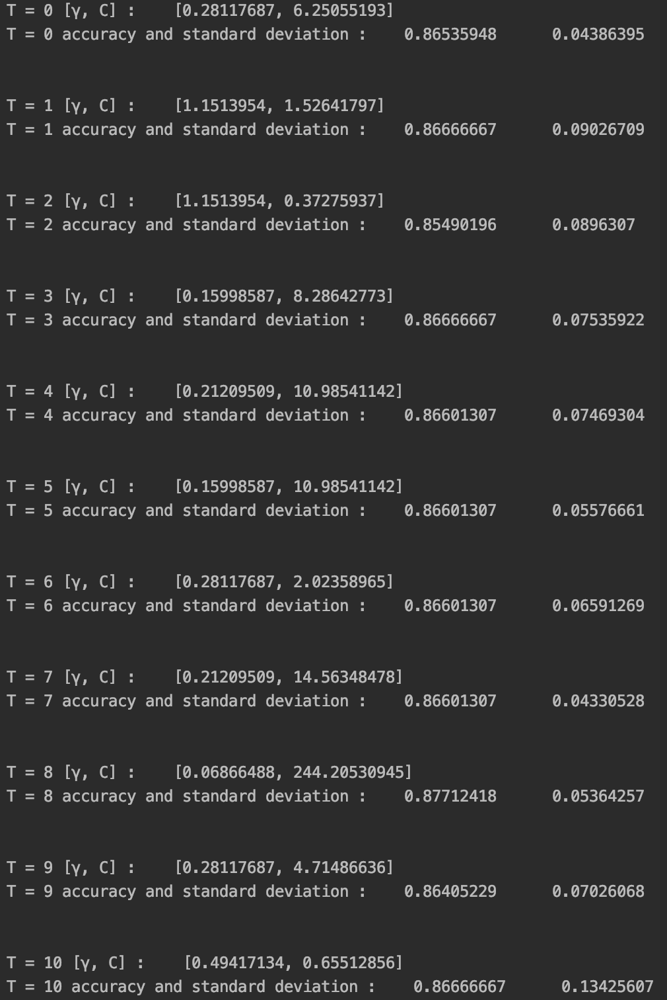 T = 0 [γ, C] :    [0.28117687, 6.25055193]
T = 0 accuracy and standard deviation :    0.86535948      0.04386395
T = 1 [γ, C] :    [1.1513954, 1.52641797]
T = 1 accuracy and standard deviation :    0.86666667      0.09026709
T = 2 [γ, C] :    [1.1513954, 0.37275937]
T = 2 accuracy and standard deviation :    0.85490196      0.0896307
T = 3 [γ, C] :    [0.15998587, 8.28642773]
T = 3 accuracy and standard deviation :    0.86666667      0.07535922
T = 4 [γ, C] :    [0.21209509, 10.98541142]
T = 4 accuracy and standard deviation :    0.86601307      0.07469304
T = 5 [γ, C] :    [0.15998587, 10.98541142]
T = 5 accuracy and standard deviation :    0.86601307      0.05576661
T = 6 [γ, C] :    [0.28117687, 2.02358965]
T = 6 accuracy and standard deviation :    0.86601307      0.06591269
T = 7 [γ, C] :    [0.21209509, 14.56348478]
T = 7 accuracy and standard deviation :    0.86601307      0.04330528
T = 8 [γ, C] :    [0.06866488, 244.20530945]
T = 8 accuracy and standard deviation :    0.87712418      0.05364257
T = 9 [γ, C] :    [0.28117687, 4.71486636]
T = 9 accuracy and standard deviation :    0.86405229      0.07026068
T = 10 [γ, C] :    [0.49417134, 0.65512856]
T = 10 accuracy and standard deviation :    0.86666667      0.13425607